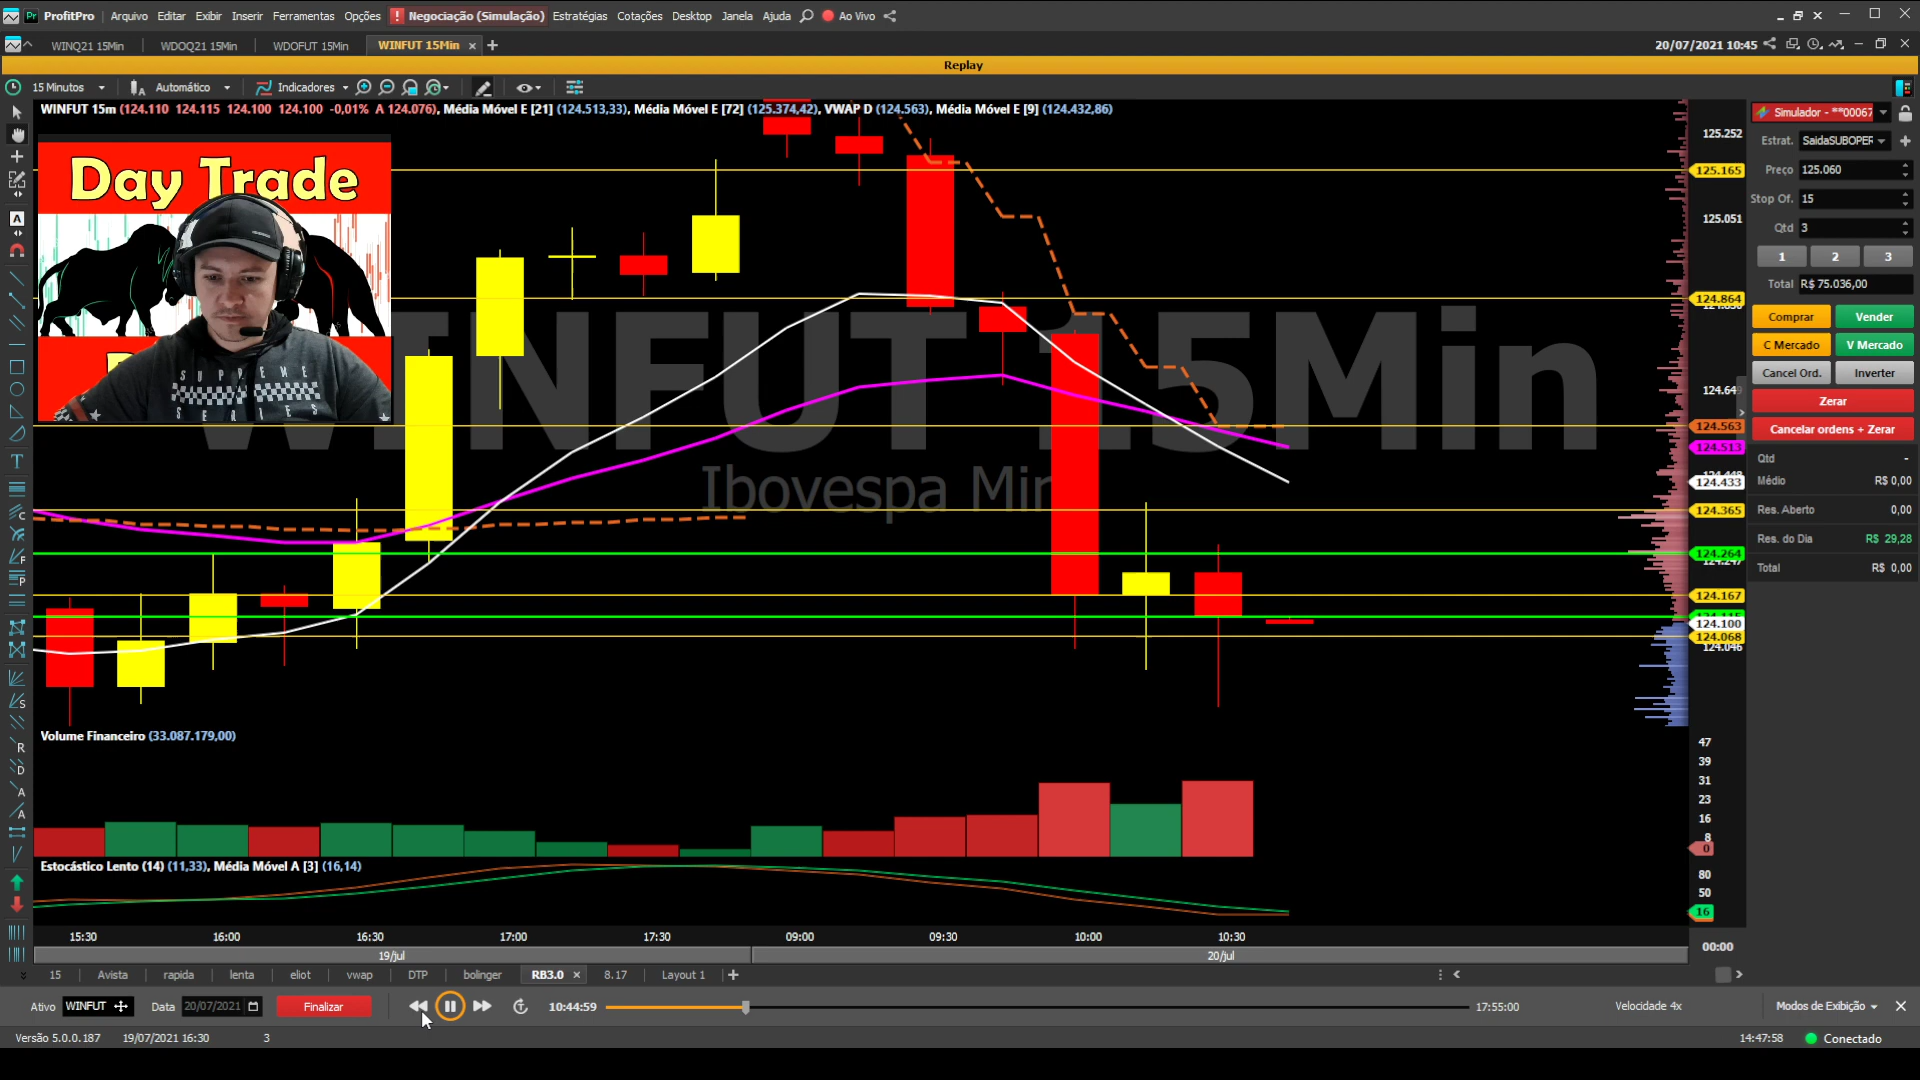 Pr ProfitPro Arquivo Editar Exibir Inserir Ferramentas Opções ! Negociação (Simulação) Estratégias Cotações Desktop Janela Ajuda Ao Vivo
WINQ21 15Min WDOQ21 15Min WDOFUT 15Min WINFUT 15Min × + 20/07/2021 10:45
Replay
15 Minutos Automático Indicadores
WINFUT 15m (124.110 124.115 124.100 124.100 -0,01% A 124.076), Média Móvel E [21] (124.513,33), Média Móvel E [72] (125.374,42), VWAP D (124.563), Média Móvel E [9] (124.432,86)
Day Trade
SUPREME
SERIES
WINFUT 15Min
Ibovespa Min
125.252
125.165
125.051
124.864
124.563
124.513
124.433
124.365
124.264
124.167
124.100
124.068
124.046
Simulador - **00067
Estrat. SaidaSUBOPER
Preço 125.060
Stop Of. 15
Qtd 3
1 2 3
Total R$ 75.036,00
Comprar Vender
C Mercado V Mercado
Cancel Ord. Inverter
Zerar
Cancelar ordens + Zerar
Qtd -
Médio R$ 0,00
Res. Aberto 0,00
Res. do Dia R$ 29,28
Total R$ 0,00
Volume Financeiro (33.087.179,00)
47
39
31
23
16
8
0
Estocástico Lento (14) (11,33), Média Móvel A [3] (16,14)
80
50
16
15:30 16:00 16:30 17:00 17:30 09:00 09:30 10:00 10:30 00:00
19/jul 20/jul
15 Avista rapida lenta eliot vwap DTP bolinger RB3.0 × 8.17 Layout 1 +
Ativo WINFUT Data 20/07/2021 Finalizar 10:44:59 17:55:00 Velocidade 4x Modos de Exibição
Versão 5.0.0.187 19/07/2021 16:30 3 14:47:58 Conectado